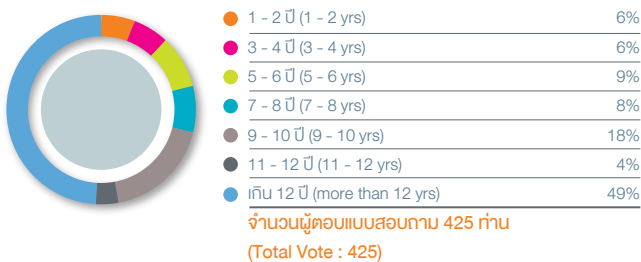 1 - 2 ปี (1 - 2 yrs) 6%
3 - 4 ปี (3 - 4 yrs) 6%
5 - 6 ปี (5 - 6 yrs) 9%
7 - 8 ปี (7 - 8 yrs) 8%
9 - 10 ปี (9 - 10 yrs) 18%
11 - 12 ปี (11 - 12 yrs) 4%
เกิน 12 ปี (more than 12 yrs) 49%
จำนวนผู้ตอบแบบสอบถาม 425 ท่าน
(Total Vote : 425)